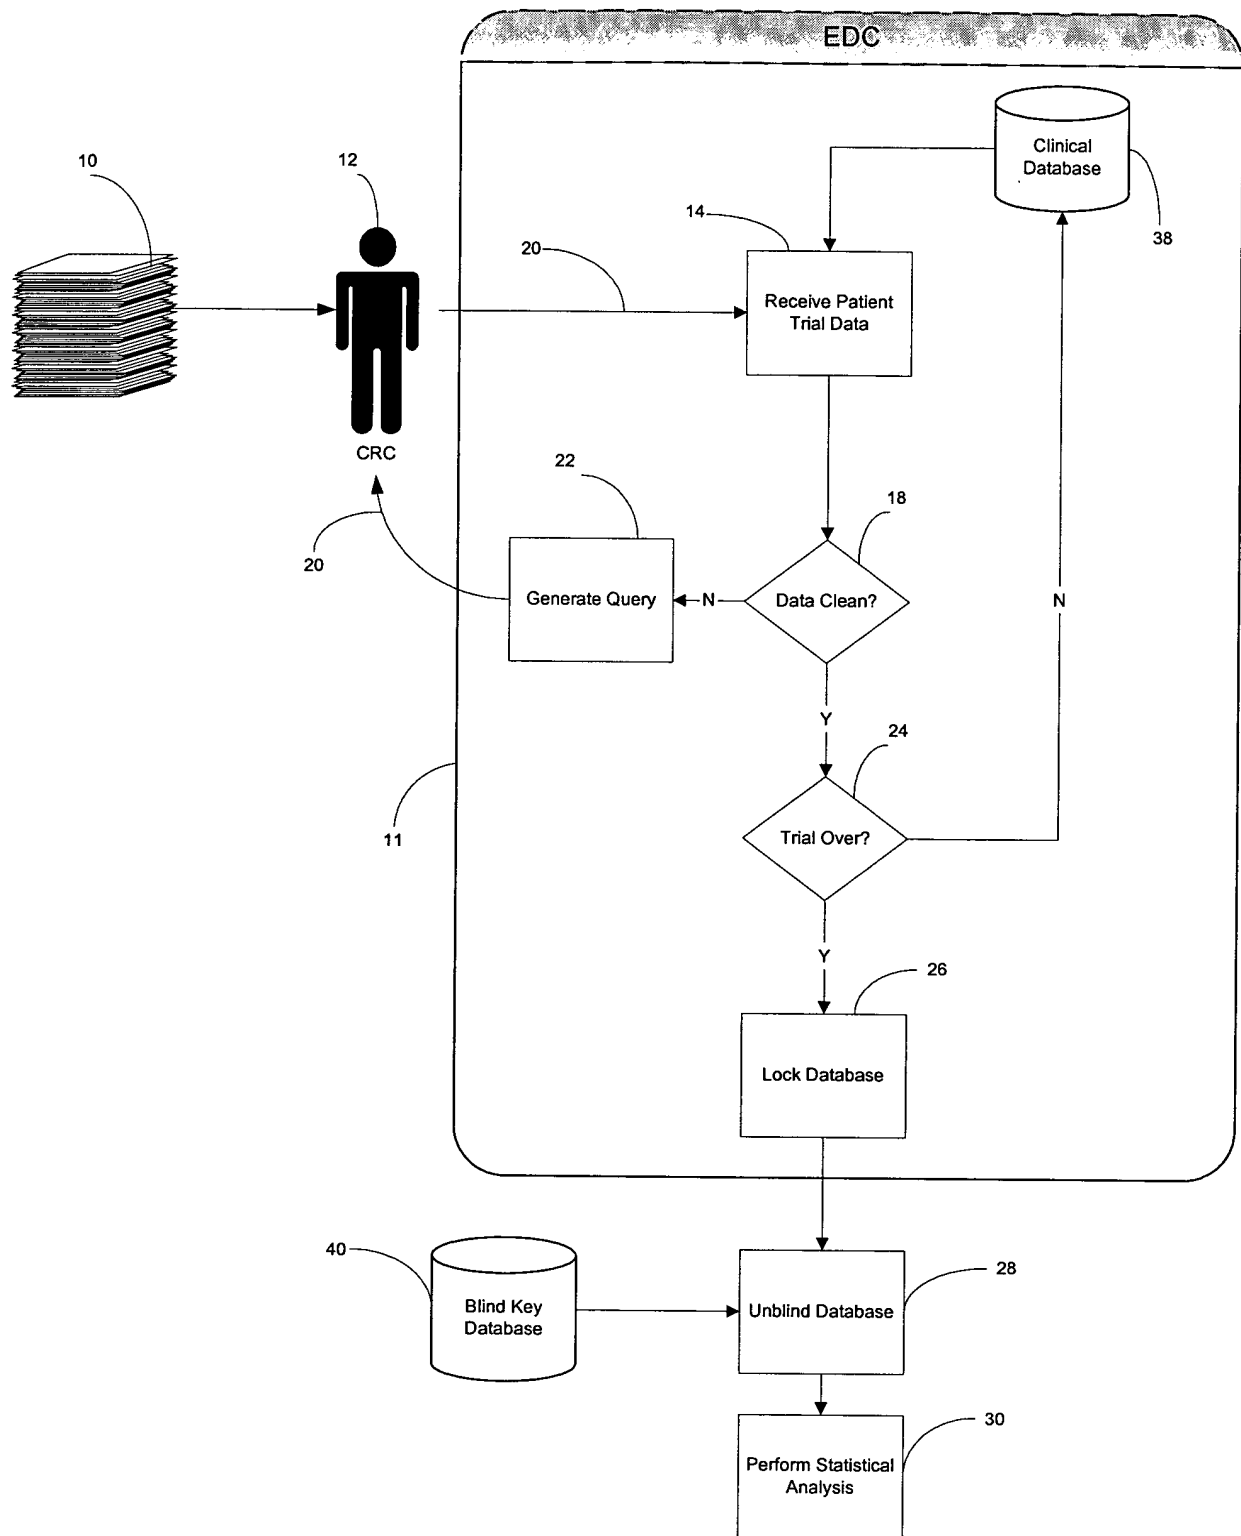 EDC
Clinical
Database
38
10
12
14
20
Receive Patient
Trial Data
CRC
22
18
20
Generate Query
N
Data Clean?
N
Y
24
11
Trial Over?
Y
26
Lock Database
40
Blind Key
Database
28
Unblind Database
30
Perform Statistical
Analysis